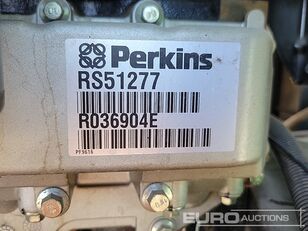 Perkins
RS51277
R036904E
EURO
AUCTIONS